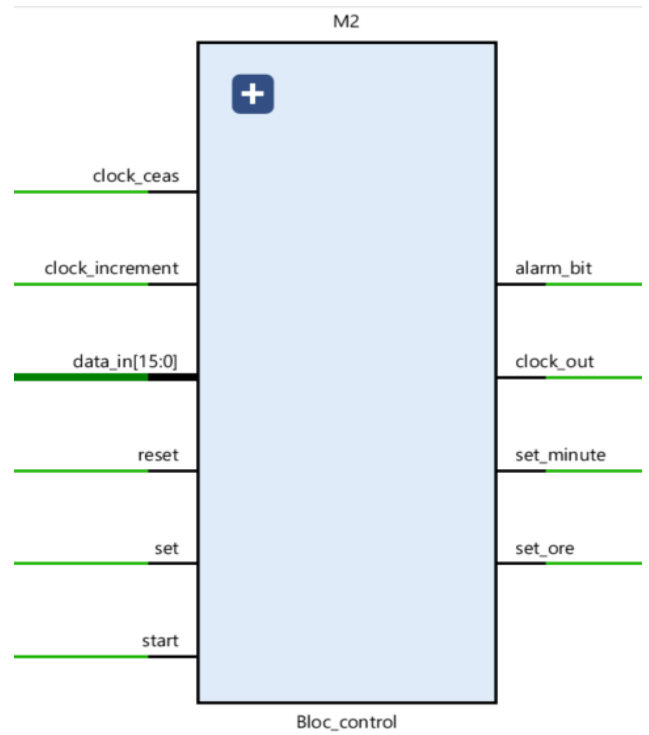 M2
clock_ceas
clock_increment
alarm_bit
data_in[15:0]
clock_out
reset
set_minute
set
set_ore
start
Bloc_control